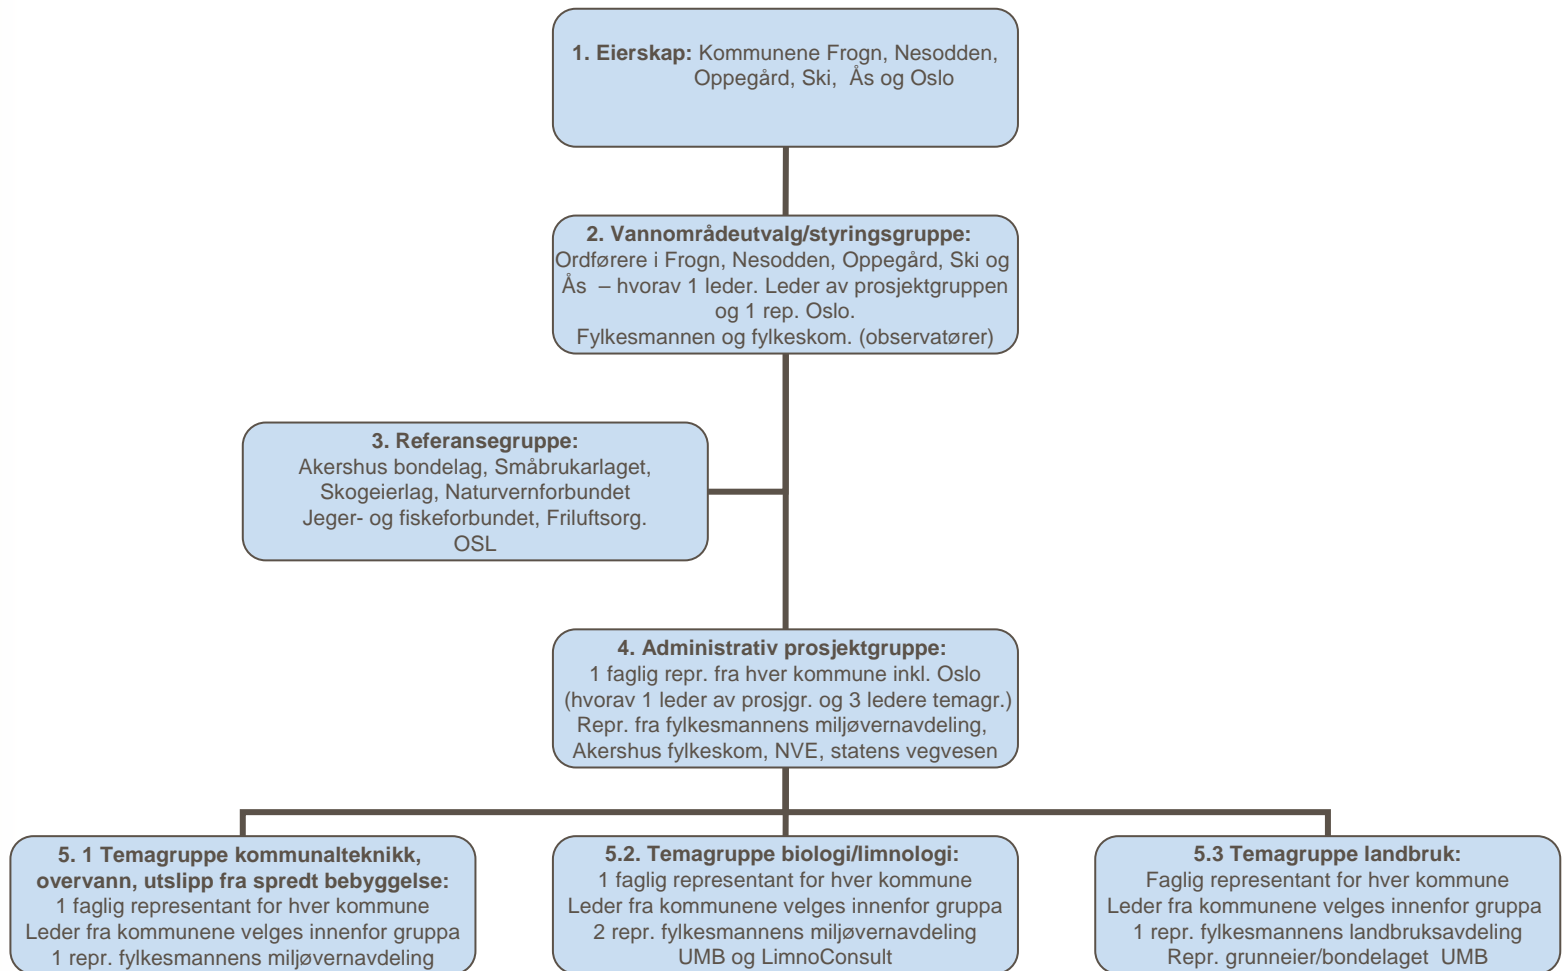 1. Eierskap: Kommunene Frogn, Nesodden,
Oppegård, Ski, Ås og Oslo
2. Vannområdeutvalg/styringsgruppe:
Ordførere i Frogn, Nesodden, Oppegård, Ski og
Ås – hvorav 1 leder. Leder av prosjektgruppen
og 1 rep. Oslo.
Fylkesmannen og fylkeskom. (observatører)
3. Referansegruppe:
Akershus bondelag, Småbrukarlaget,
Skogeierlag, Naturvernforbundet
Jeger- og fiskeforbundet, Friluftsorg.
OSL
4. Administrativ prosjektgruppe:
1 faglig repr. fra hver kommune inkl. Oslo
(hvorav 1 leder av prosjgr. og 3 ledere temagr.)
Repr. fra fylkesmannens miljøvernavdeling,
Akershus fylkeskom, NVE, statens vegvesen
5. 1 Temagruppe kommunalteknikk,
overvann, utslipp fra spredt bebyggelse:
1 faglig representant for hver kommune
Leder fra kommunene velges innenfor gruppa
1 repr. fylkesmannens miljøvernavdeling
5.2. Temagruppe biologi/limnologi:
1 faglig representant for hver kommune
Leder fra kommunene velges innenfor gruppa
2 repr. fylkesmannens miljøvernavdeling
UMB og LimnoConsult
5.3 Temagruppe landbruk:
Faglig representant for hver kommune
Leder fra kommunene velges innenfor gruppa
1 repr. fylkesmannens landbruksavdeling
Repr. grunneier/bondelaget UMB